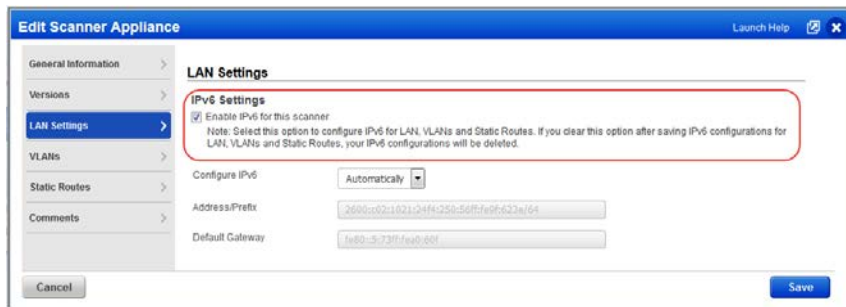 Edit Scanner Appliance
Launch Help
General Information
Versions
LAN Settings
VLANs
Static Routes
Comments
LAN Settings
IPv6 Settings
Enable IPv6 for this scanner
Note: Select this option to configure IPv6 for LAN, VLANs and Static Routes. If you clear this option after saving IPv6 configurations for
LAN, VLANs and Static Routes, your IPv6 configurations will be deleted.
Configure IPv6
Automatically
Address/Prefix
Default Gateway
Cancel
Save